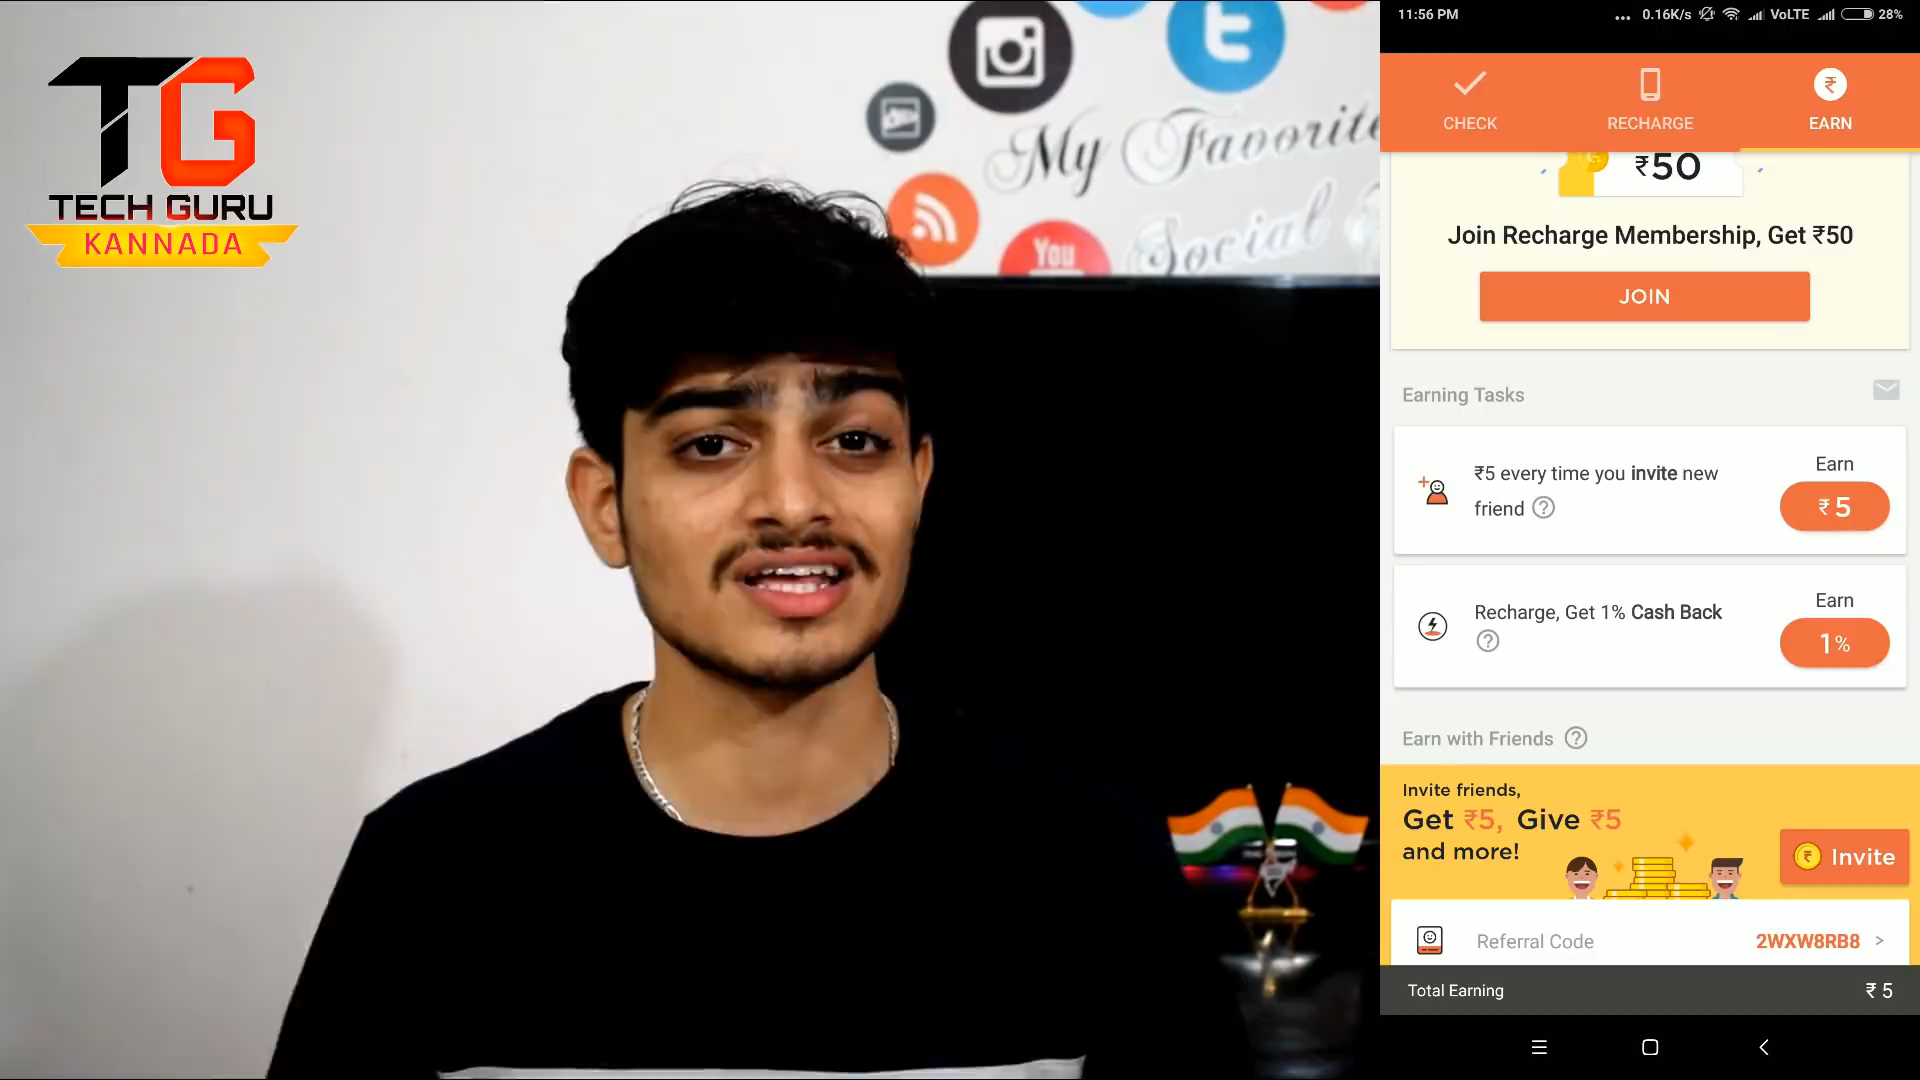 TG
TECH GURU
KANNADA
My Favorite
Social
You
11:56 PM
... 0.16K/s VoLTE 28%
CHECK
RECHARGE
EARN
₹50
Join Recharge Membership, Get ₹50
JOIN
Earning Tasks
₹5 every time you invite new
friend ?
Earn
₹ 5
Recharge, Get 1% Cash Back
?
Earn
1%
Earn with Friends ?
Invite friends,
Get ₹5, Give ₹5
and more!
₹ Invite
Referral Code 2WXW8RB8 >
Total Earning ₹ 5